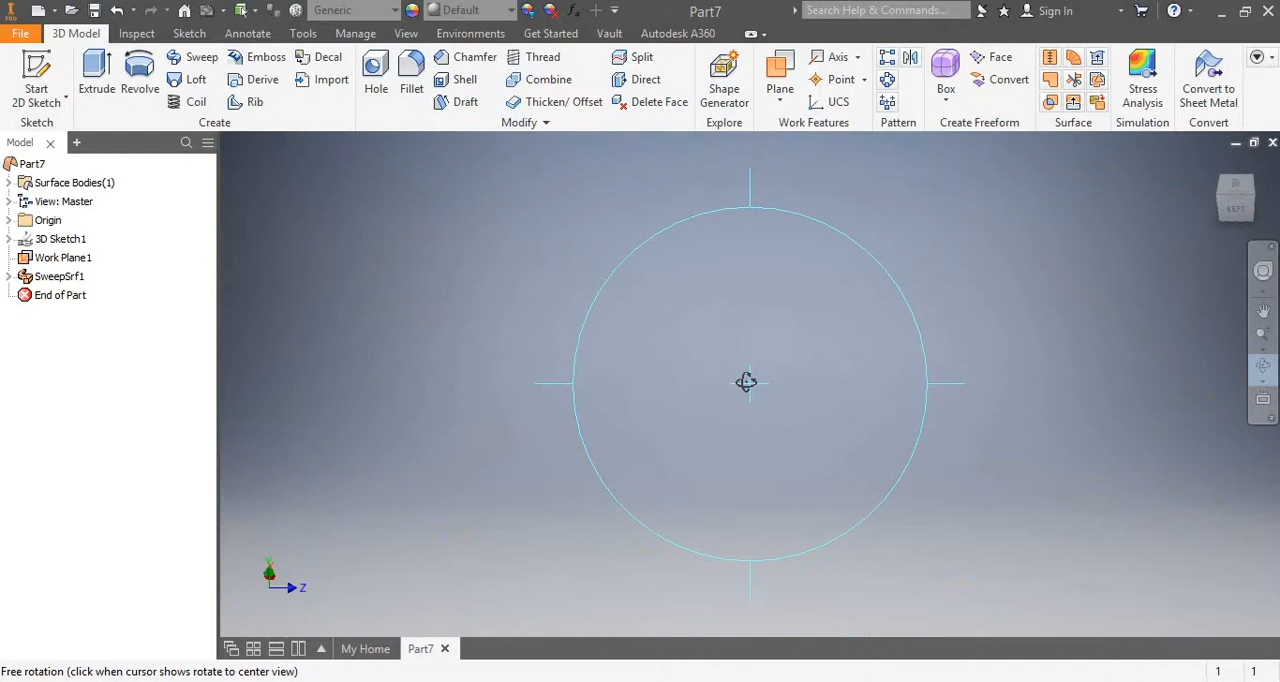 PRO Generic Default Part7 Search Help & Commands... Sign In
File 3D Model Inspect Sketch Annotate Tools Manage View Environments Get Started Vault Autodesk A360
Start 2D Sketch
Extrude Revolve Sweep Emboss Decal
Loft Derive Import
Coil Rib
Hole Fillet Chamfer Thread Split
Shell Combine Direct
Draft Thicken/ Offset Delete Face
Shape Generator
Plane Axis
Point
UCS
Box Face
Convert
Stress Analysis
Convert to Sheet Metal
Sketch Create Modify Explore Work Features Pattern Create Freeform Surface Simulation Convert
Model
Part7
Surface Bodies(1)
View: Master
Origin
3D Sketch1
Work Plane1
SweepSrf1
End of Part
LEFT
Y
Z
My Home Part7
Free rotation (click when cursor shows rotate to center view) 1 1